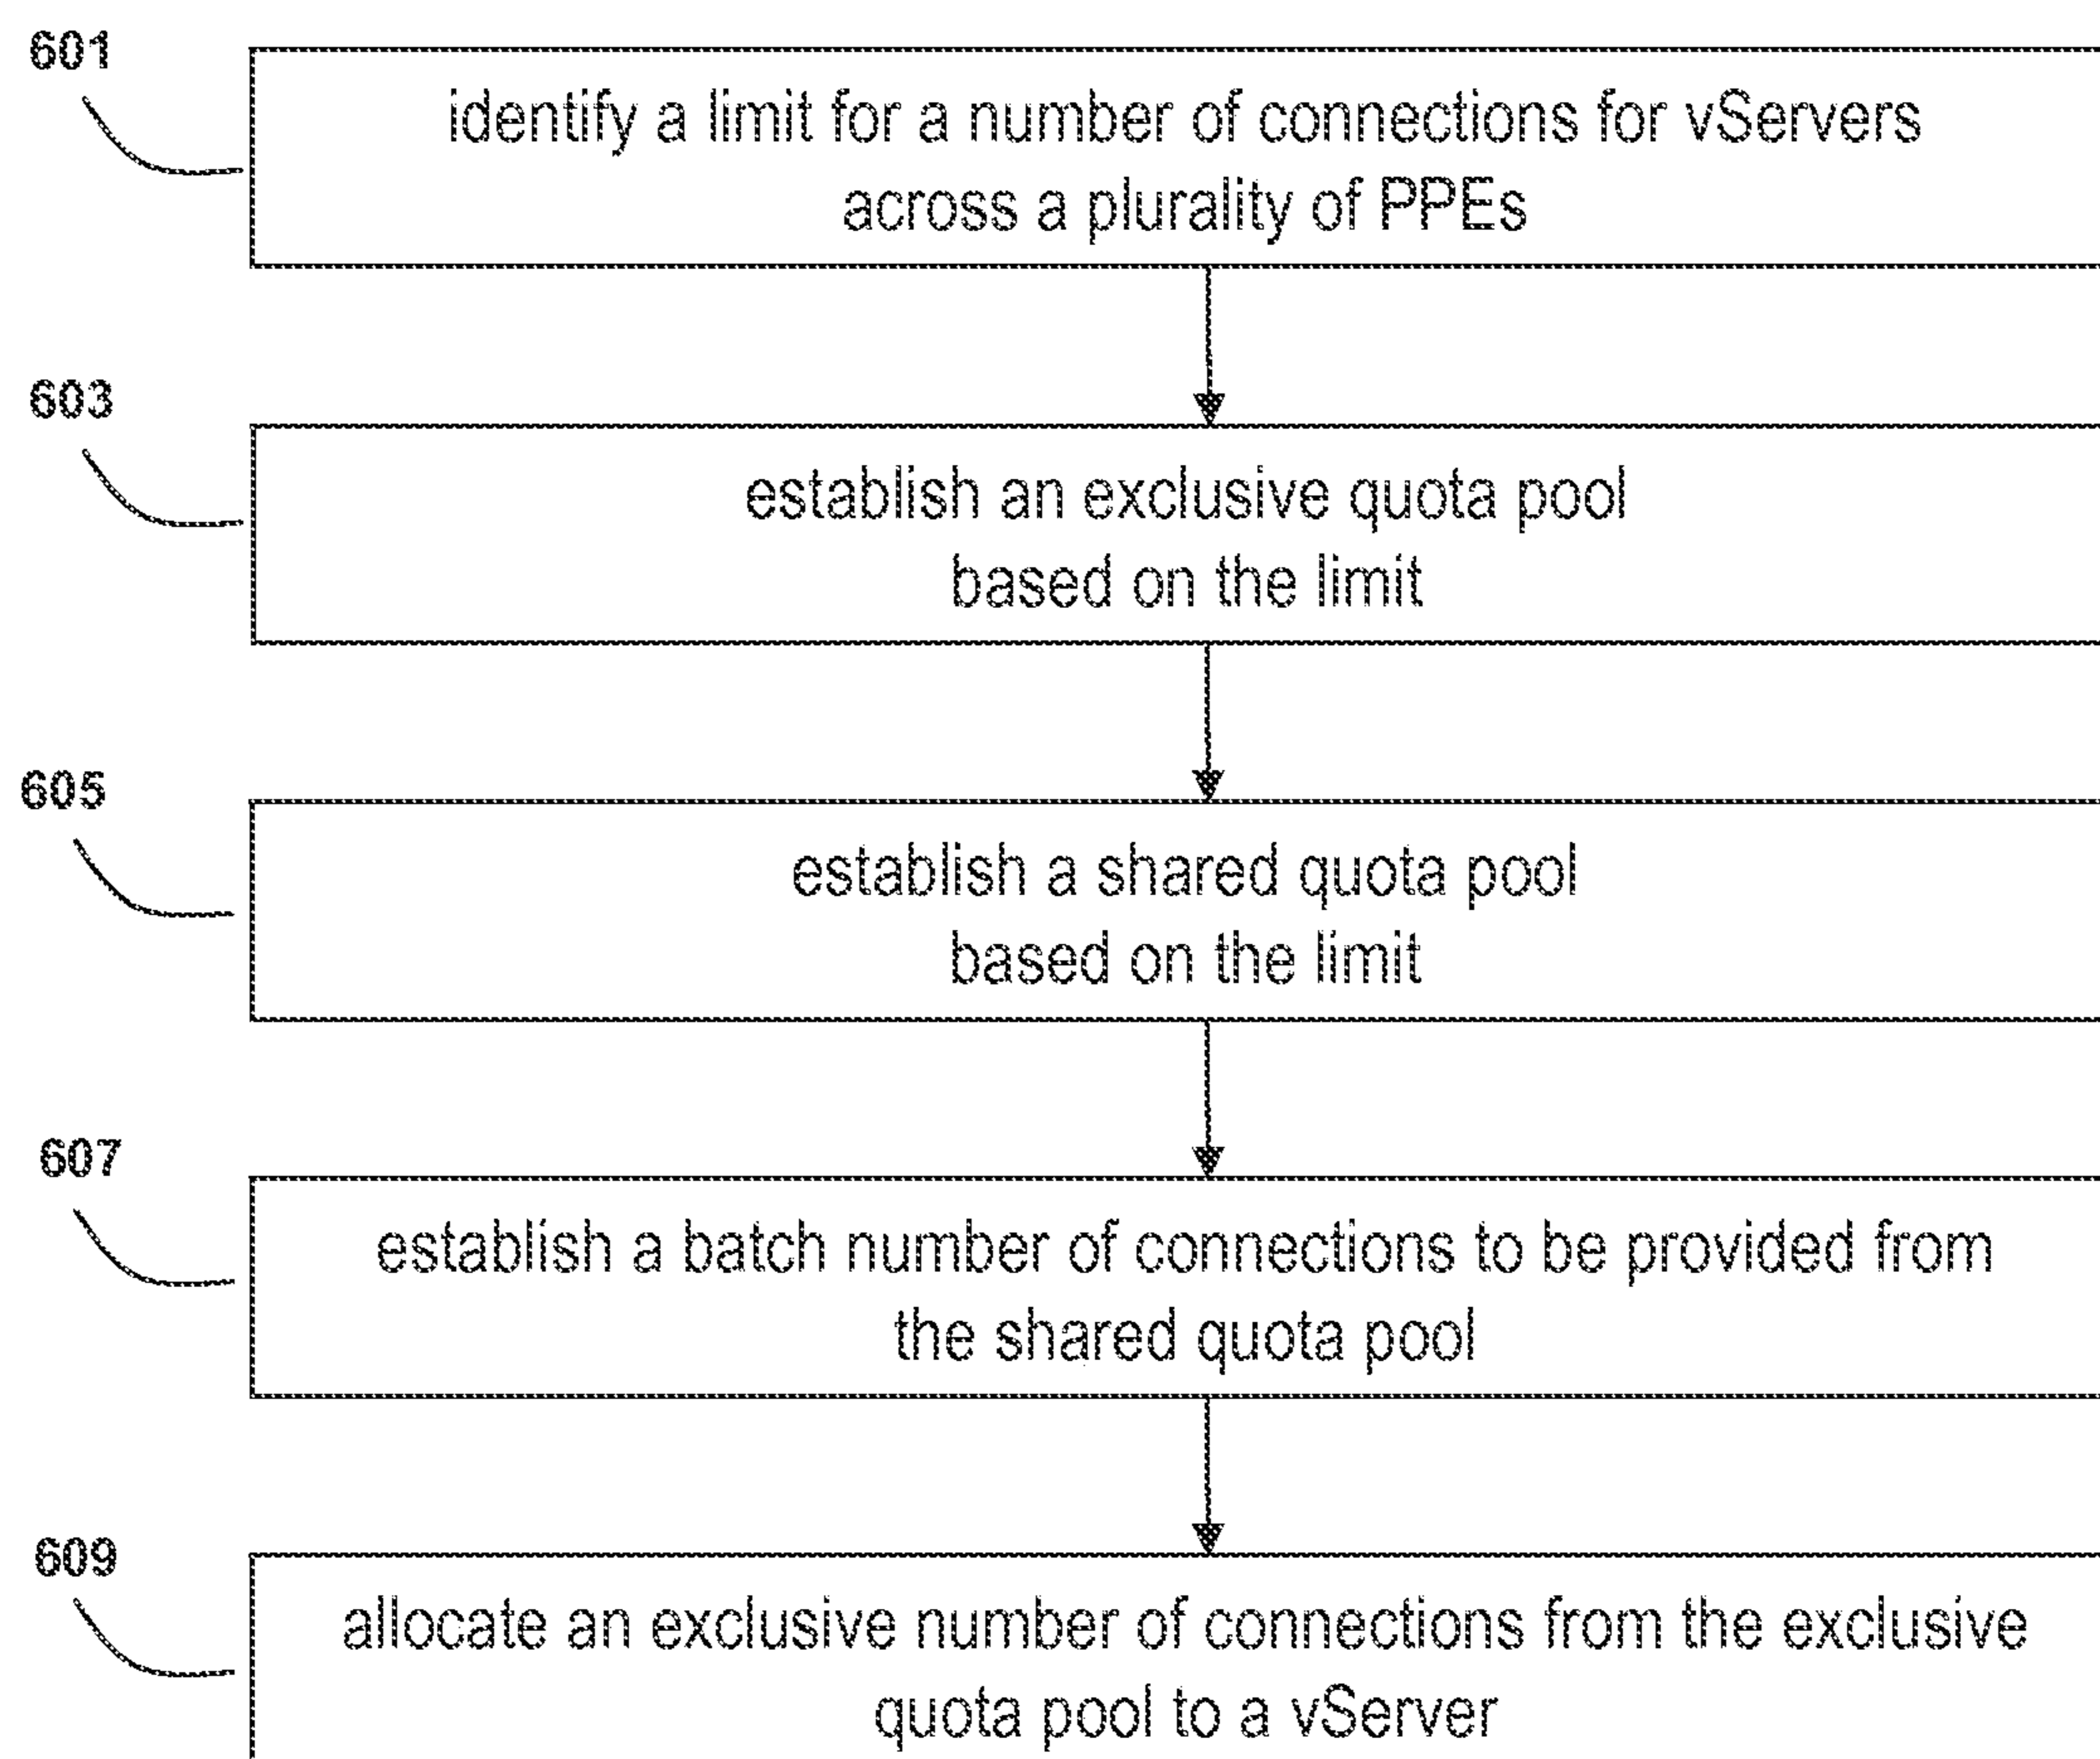 601
identify a limit for a number of connections for vServers
across a plurality of PPEs
603
establish an exclusive quota pool
based on the limit
605
establish a shared quota pool
based on the limit
607
establish a batch number of connections to be provided from
the shared quota pool
609
allocate an exclusive number of connections from the exclusive
quota pool to a vServer